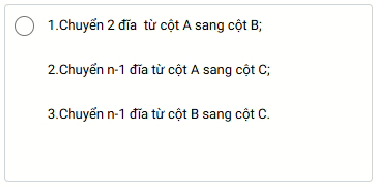 1.Chuyển 2 đĩa từ cột A sang cột B;
2.Chuyển n-1 đĩa từ cột A sang cột C;
3.Chuyển n-1 đĩa từ cột B sang cột C.